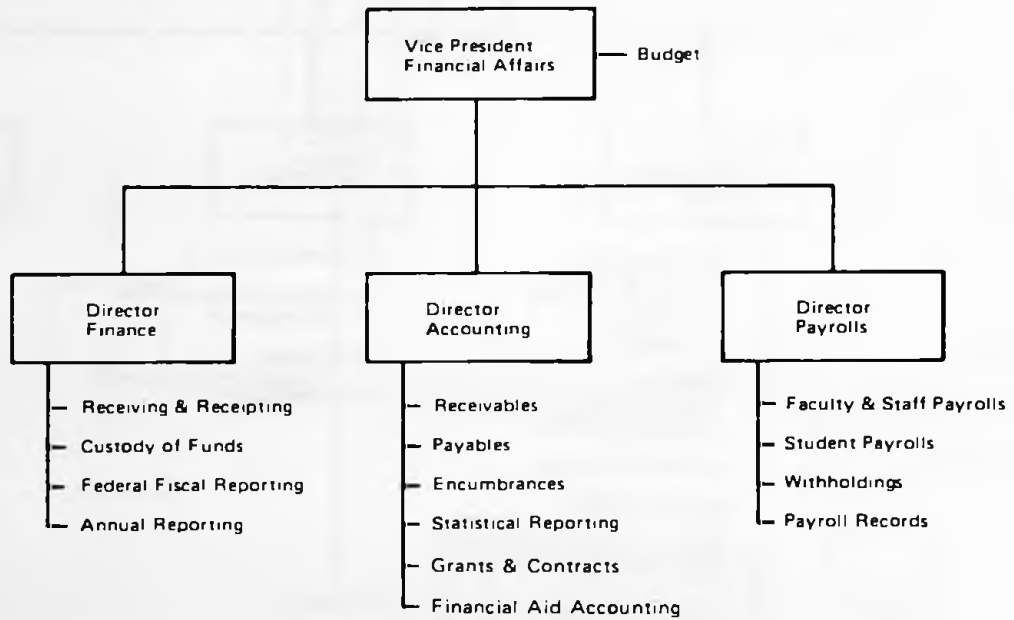 Vice President
Financial Affairs
Budget
Director
Finance
Receiving & Receipting
Custody of Funds
Federal Fiscal Reporting
Annual Reporting
Director
Accounting
Receivables
Payables
Encumbrances
Statistical Reporting
Grants & Contracts
Financial Aid Accounting
Director
Payrolls
Faculty & Staff Payrolls
Student Payrolls
Withholdings
Payroll Records